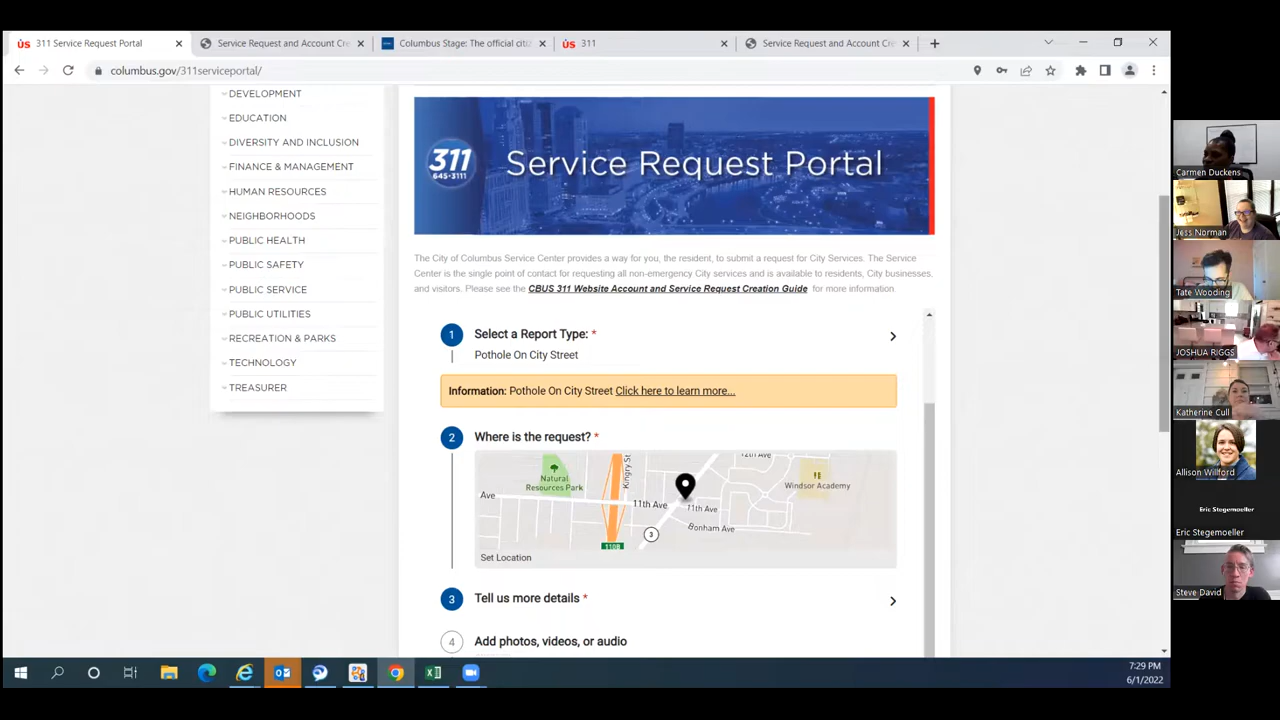 311 Service Request Portal
Service Request and Account Cre
Columbus Stage: The official citiz
311
Service Request and Account Cre
columbus.gov/311serviceportal/
DEVELOPMENT
EDUCATION
DIVERSITY AND INCLUSION
FINANCE & MANAGEMENT
HUMAN RESOURCES
NEIGHBORHOODS
PUBLIC HEALTH
PUBLIC SAFETY
PUBLIC SERVICE
PUBLIC UTILITIES
RECREATION & PARKS
TECHNOLOGY
TREASURER
311
645-3111
Service Request Portal
The City of Columbus Service Center provides a way for you, the resident, to submit a request for City Services. The Service
Center is the single point of contact for requesting all non-emergency City services and is available to residents, City businesses,
and visitors. Please see the CBUS 311 Website Account and Service Request Creation Guide for more information.
1 Select a Report Type: *
Pothole On City Street
Information: Pothole On City Street Click here to learn more...
2 Where is the request? *
Natural
Resources Park
Kingry St
12th Ave
Windsor Academy
Ave
11th Ave
11th Ave
Bonham Ave
3
110B
Set Location
3 Tell us more details *
4 Add photos, videos, or audio
7:29 PM
6/1/2022
Carmen Duckens
Jess Norman
Tate Wooding
JOSHUA RIGGS
Katherine Cull
Allison Willford
Eric Stegemoeller
Eric Stegemoeller
Steve David